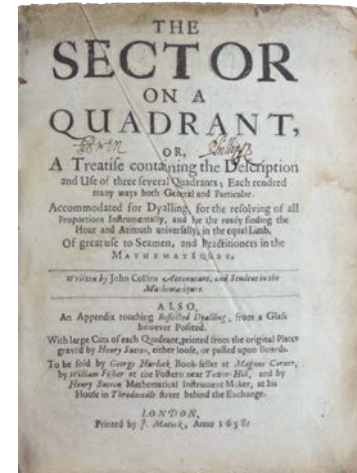 THE
SECTOR
ON A
QUADRANT,
OR,
A Treatise containing the Description
and Use of three several Quadrants; Each rendred
many ways both General and Particular.
Accommodated for Dyalling, for the resolving of all
Proportions Instrumentally, and for the ready finding the
Hour and Azimuth universally, in the equal Limb.
Of great use to Seamen, and Practitioners in the
MATHEMATIQUES.
Written by John Collins Accountant, and Student in the
Mathematiques.
ALSO,
An Appendix touching Reflected Dyalling, from a Glass
however Posited.
With large Cuts of each Quadrant, printed from the original Plates
graved by Henry Sutton, either loose, or pasted upon Boards.
To be sold by George Hurlock Book-seller at Magnus Corner,
by William Fisher at the Postern near Tower-Hill, and by
Henry Sutton Mathematical Instrument Maker, at his
House in Threadneedle street behind the Exchange.
LONDON,
Printed by J. Anno 1658